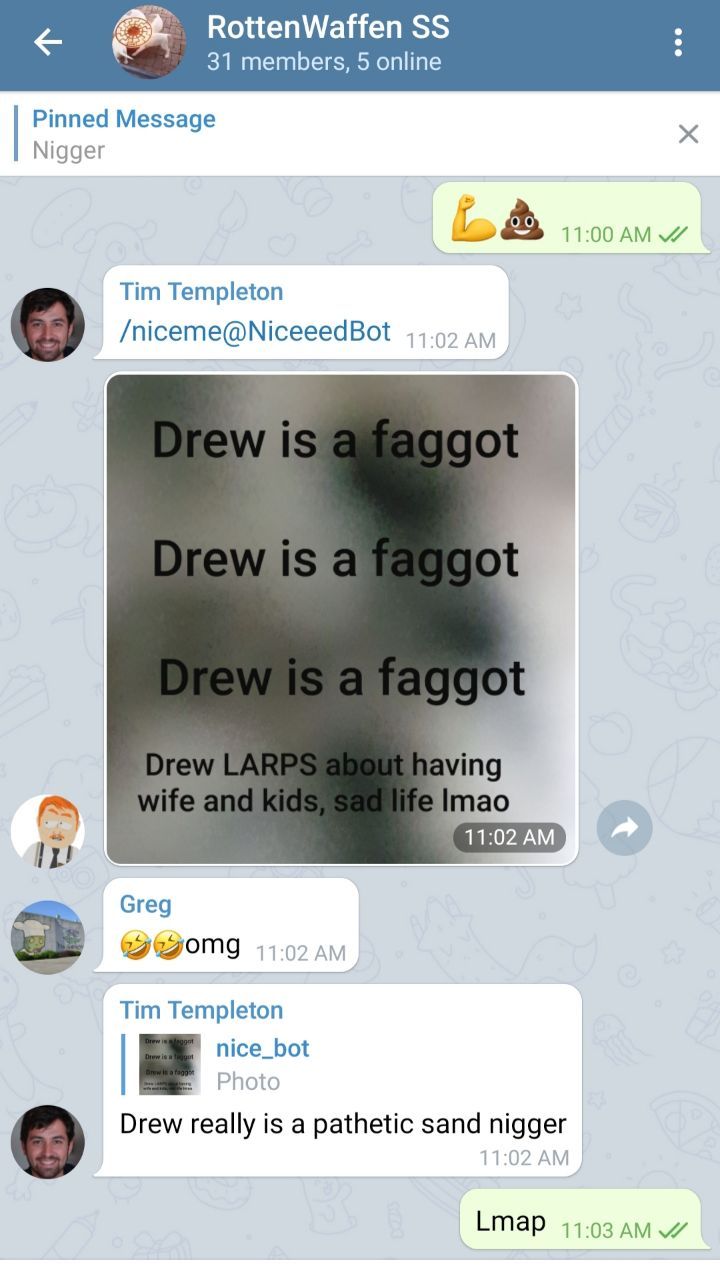 RottenWaffen SS
31 members, 5 online
Pinned Message
Nigger
11:00 AM
Tim Templeton
/niceme@NiceeedBot 11:02 AM
Drew is a faggot
Drew is a faggot
Drew is a faggot
Drew LARPS about having
wife and kids, sad life lmao
11:02 AM
Greg
🤣🤣omg 11:02 AM
Tim Templeton
nice_bot
Photo
Drew really is a pathetic sand nigger
11:02 AM
Lmap 11:03 AM